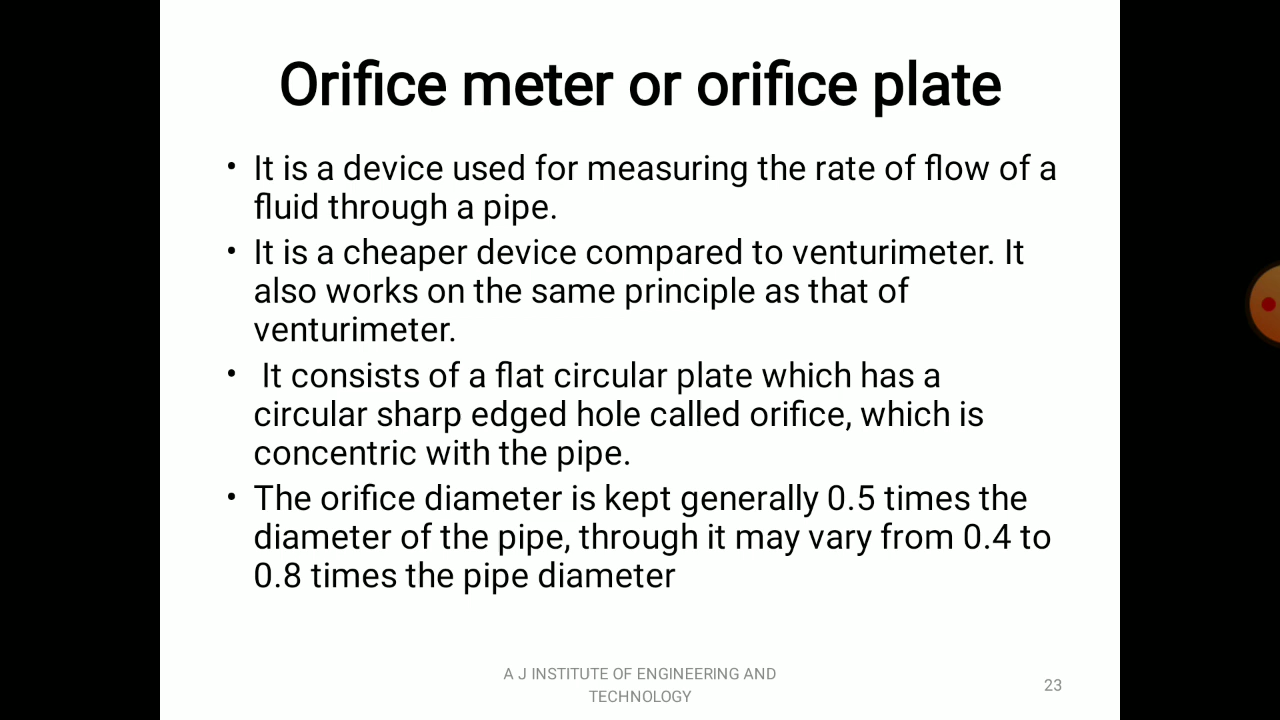 Orifice meter or orifice plate
• It is a device used for measuring the rate of flow of a
fluid through a pipe.
• It is a cheaper device compared to venturimeter. It
also works on the same principle as that of
venturimeter.
• It consists of a flat circular plate which has a
circular sharp edged hole called orifice, which is
concentric with the pipe.
• The orifice diameter is kept generally 0.5 times the
diameter of the pipe, through it may vary from 0.4 to
0.8 times the pipe diameter
A J INSTITUTE OF ENGINEERING AND
TECHNOLOGY
23